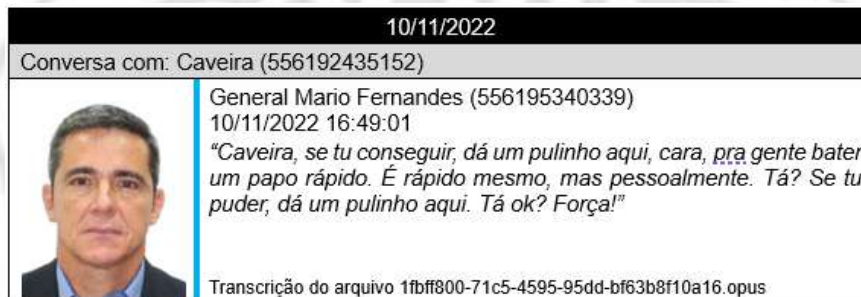 10/11/2022
Conversa com: Caveira (556192435152)
General Mario Fernandes (556195340339)
10/11/2022 16:49:01
“Caveira, se tu conseguir, dá um pulinho aqui, cara, pra gente bater
um papo rápido. É rápido mesmo, mas pessoalmente. Tá? Se tu
puder, dá um pulinho aqui. Tá ok? Força!”
Transcrição do arquivo 1fbff800-71c5-4595-95dd-bf63b8f10a16.opus